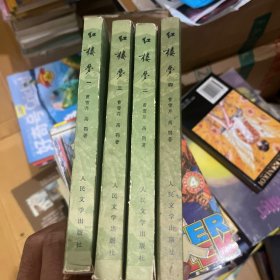 红楼梦 一
曹雪芹 高鹗著
人民文学出版社
红楼梦 三
曹雪芹 高鹗著
人民文学出版社
红楼梦 二
曹雪芹 高鹗著
人民文学出版社
红楼梦 四
曹雪芹 高鹗著
人民文学出版社
4